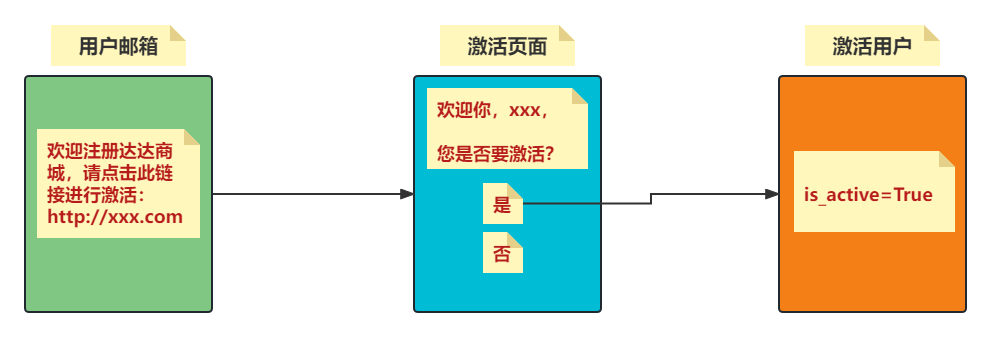 用户邮箱
欢迎注册达达商
城，请点击此链
接进行激活：
http://xxx.com
激活页面
欢迎你，xxx，
您是否要激活？
是
否
激活用户
is_active=True